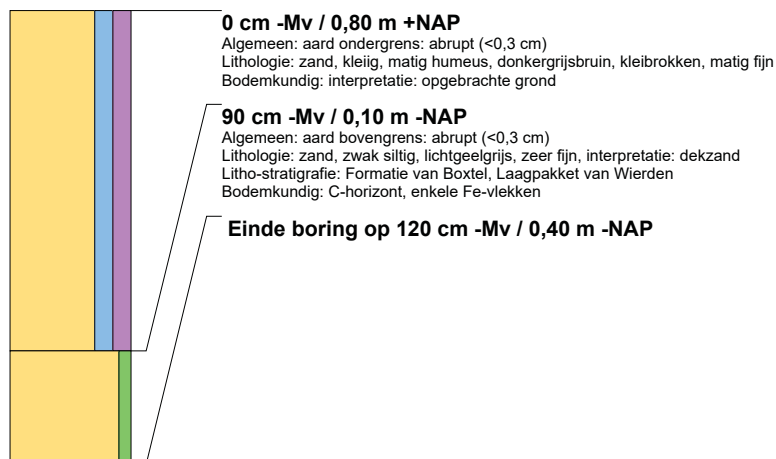 0 cm -Mv / 0,80 m +NAP
Algemeen: aard ondergrens: abrupt (<0,3 cm)
Lithologie: zand, kleiig, matig humeus, donkergrijsbruin, kleibrokken, matig fijn
Bodemkundig: interpretatie: opgebrachte grond
90 cm -Mv / 0,10 m -NAP
Algemeen: aard bovengrens: abrupt (<0,3 cm)
Lithologie: zand, zwak siltig, lichtgeelgrijs, zeer fijn, interpretatie: dekzand
Litho-stratigrafie: Formatie van Boxtel, Laagpakket van Wierden
Bodemkundig: C-horizont, enkele Fe-vlekken
Einde boring op 120 cm -Mv / 0,40 m -NAP